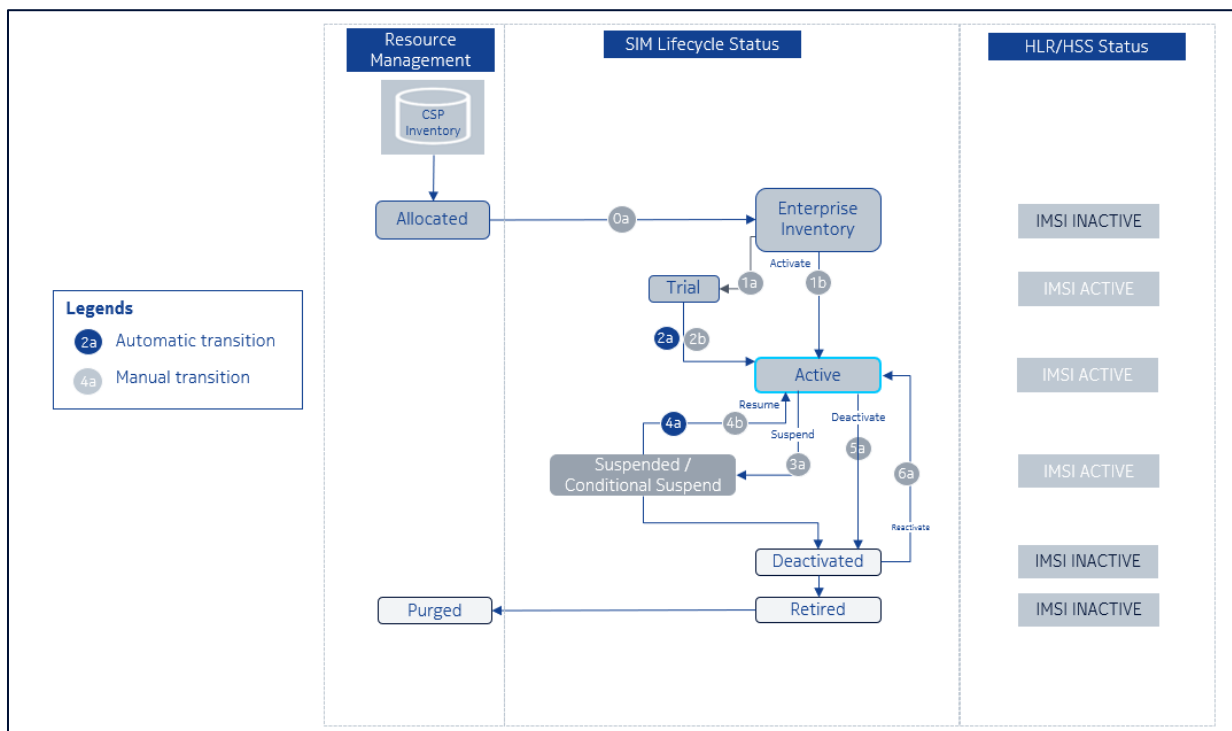 Resource
Management
SIM Lifecycle Status
HLR/HSS Status
CSP
Inventory
Allocated
0a
Enterprise
Inventory
IMSI INACTIVE
Activate
Trial
1a
1b
IMSI ACTIVE
Legends
2a
Automatic transition
4a
Manual transition
2a
2b
Active
IMSI ACTIVE
Resume
Deactivate
4a
4b
Suspend
5a
Suspended /
Conditional Suspend
3a
6a
IMSI ACTIVE
Reactivate
Deactivated
IMSI INACTIVE
Purged
Retired
IMSI INACTIVE